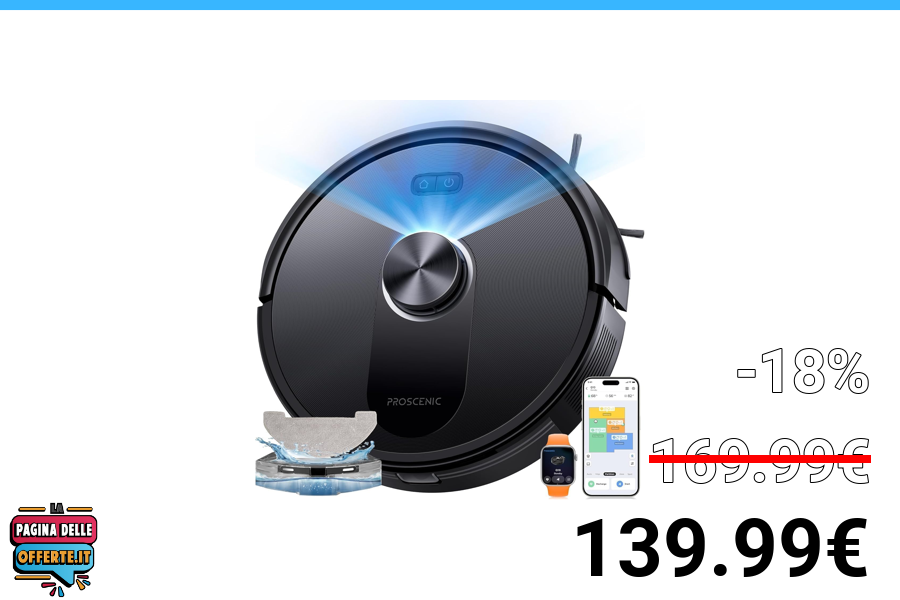 PROSCENIC
-18%
169.99€
139.99€
LA
PAGINA DELLE
OFFERTE.IT